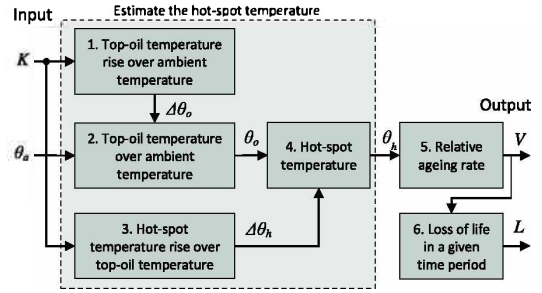 Input
Estimate the hot-spot temperature
K
1. Top-oil temperature
rise over ambient
temperature
Δθₒ
Output
θₐ
2. Top-oil temperature
over ambient
temperature
θₒ
4. Hot-spot
temperature
θₕ
5. Relative
ageing rate
V
3. Hot-spot
temperature rise over
top-oil temperature
Δθₕ
6. Loss of life
in a given
time period
L